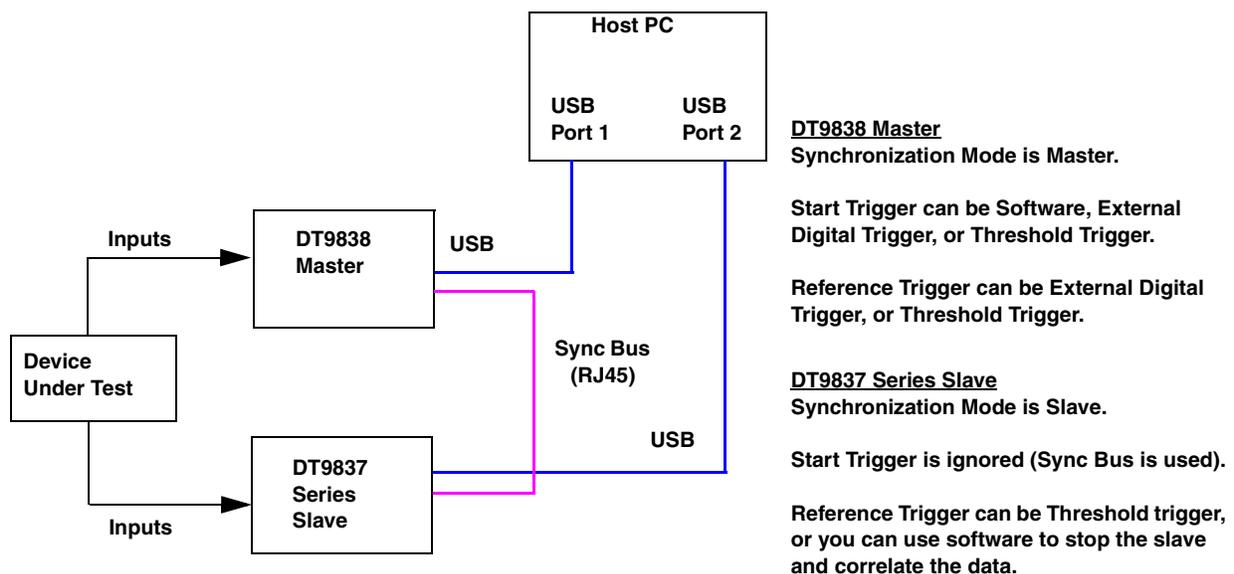 Host PC
USB
Port 1
USB
Port 2
Inputs
DT9838
Master
USB
Device
Under Test
Sync Bus
(RJ45)
USB
DT9837
Series
Slave
Inputs
DT9838 Master
Synchronization Mode is Master.
Start Trigger can be Software, External
Digital Trigger, or Threshold Trigger.
Reference Trigger can be External Digital
Trigger, or Threshold Trigger.
DT9837 Series Slave
Synchronization Mode is Slave.
Start Trigger is ignored (Sync Bus is used).
Reference Trigger can be Threshold trigger,
or you can use software to stop the slave
and correlate the data.